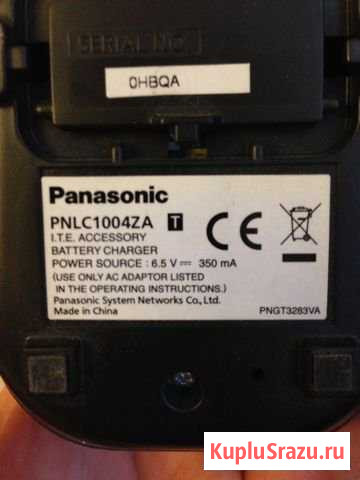 SERIAL NO.
0HBQA
Panasonic
PNLC1004ZA T
I.T.E. ACCESSORY
BATTERY CHARGER
POWER SOURCE : 6.5 V⎓ 350 mA
(USE ONLY AC ADAPTOR LISTED
IN THE OPERATING INSTRUCTIONS)
Panasonic System Networks Co., Ltd.
Made in China
CE
PNGT3283VA
KupluSrazu.ru